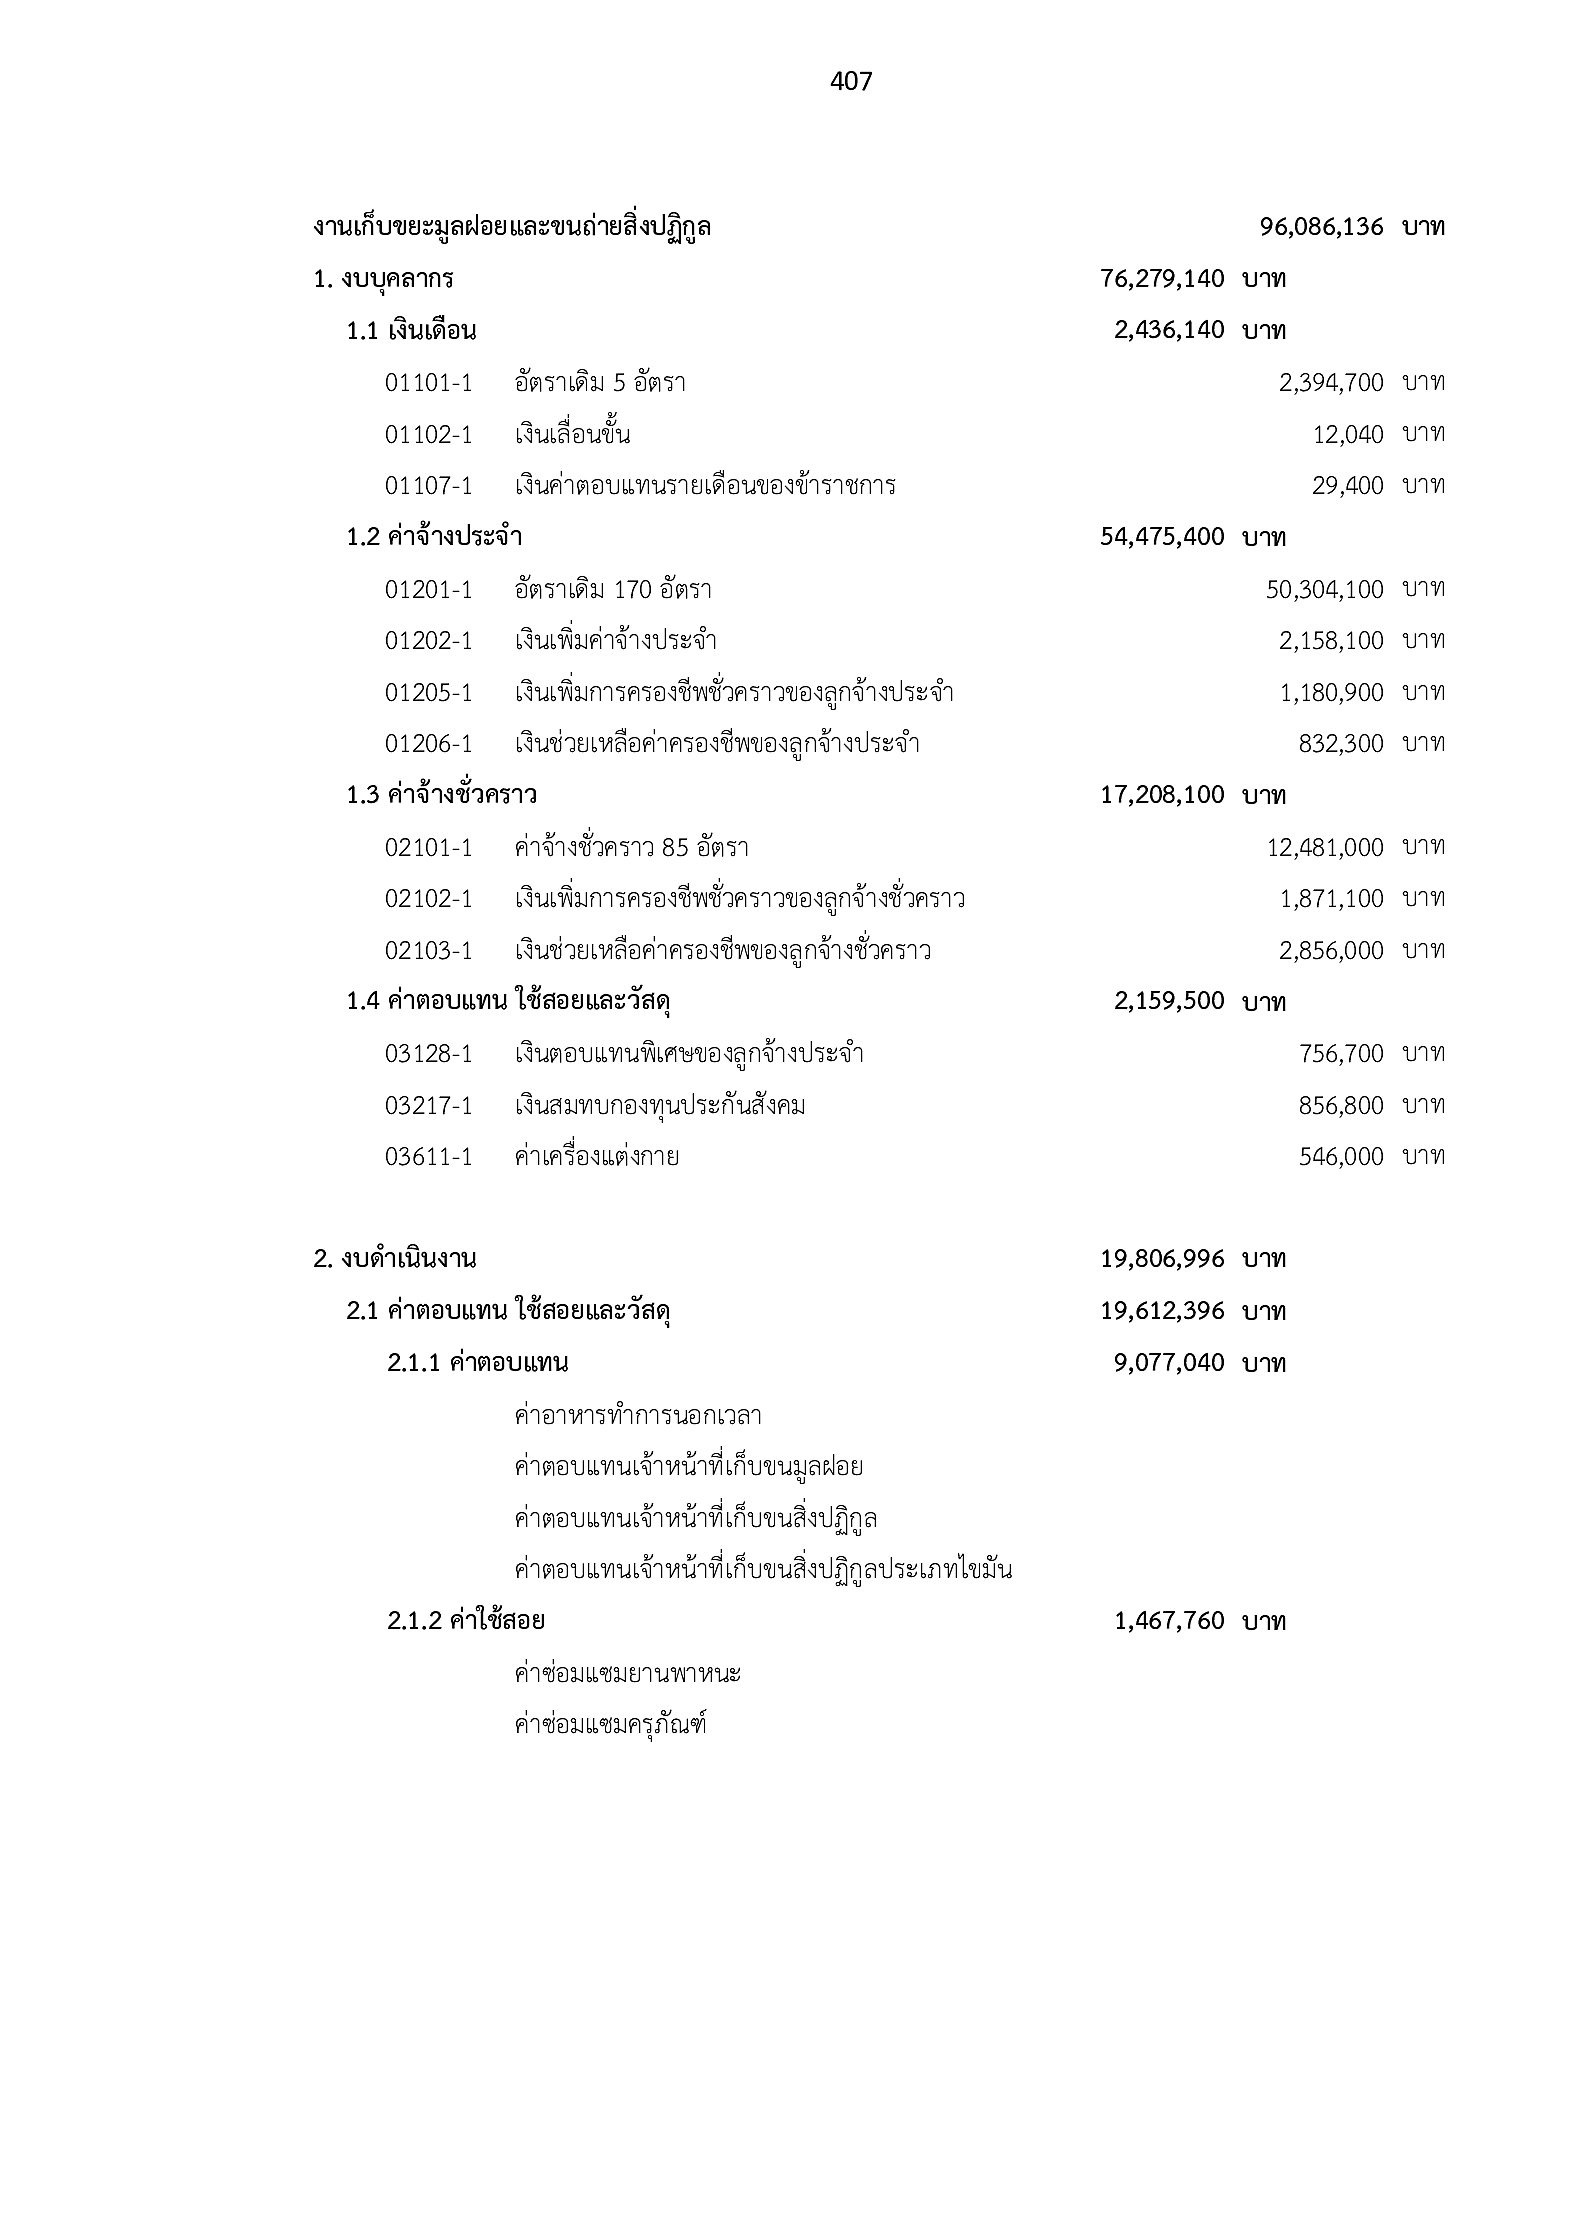 407
งานเก็บขยะมูลฝอยและขนถ่ายสิ่งปฏิกูล 96,086,136 บาท
1. งบบุคลากร 76,279,140 บาท
1.1 เงินเดือน 2,436,140 บาท
01101-1 อัตราเดิม 5 อัตรา 2,394,700 บาท
01102-1 เงินเลื่อนขั้น 12,040 บาท
01107-1 เงินค่าตอบแทนรายเดือนของข้าราชการ 29,400 บาท
1.2 ค่าจ้างประจำ 54,475,400 บาท
01201-1 อัตราเดิม 170 อัตรา 50,304,100 บาท
01202-1 เงินเพิ่มค่าจ้างประจำ 2,158,100 บาท
01205-1 เงินเพิ่มการครองชีพชั่วคราวของลูกจ้างประจำ 1,180,900 บาท
01206-1 เงินช่วยเหลือค่าครองชีพของลูกจ้างประจำ 832,300 บาท
1.3 ค่าจ้างชั่วคราว 17,208,100 บาท
02101-1 ค่าจ้างชั่วคราว 85 อัตรา 12,481,000 บาท
02102-1 เงินเพิ่มการครองชีพชั่วคราวของลูกจ้างชั่วคราว 1,871,100 บาท
02103-1 เงินช่วยเหลือค่าครองชีพของลูกจ้างชั่วคราว 2,856,000 บาท
1.4 ค่าตอบแทน ใช้สอยและวัสดุ 2,159,500 บาท
03128-1 เงินตอบแทนพิเศษของลูกจ้างประจำ 756,700 บาท
03217-1 เงินสมทบกองทุนประกันสังคม 856,800 บาท
03611-1 ค่าเครื่องแต่งกาย 546,000 บาท
2. งบดำเนินงาน 19,806,996 บาท
2.1 ค่าตอบแทน ใช้สอยและวัสดุ 19,612,396 บาท
2.1.1 ค่าตอบแทน 9,077,040 บาท
ค่าอาหารทำการนอกเวลา
ค่าตอบแทนเจ้าหน้าที่เก็บขนมูลฝอย
ค่าตอบแทนเจ้าหน้าที่เก็บขนสิ่งปฏิกูล
ค่าตอบแทนเจ้าหน้าที่เก็บขนสิ่งปฏิกูลประเภทไขมัน
2.1.2 ค่าใช้สอย 1,467,760 บาท
ค่าซ่อมแซมยานพาหนะ
ค่าซ่อมแซมครุภัณฑ์